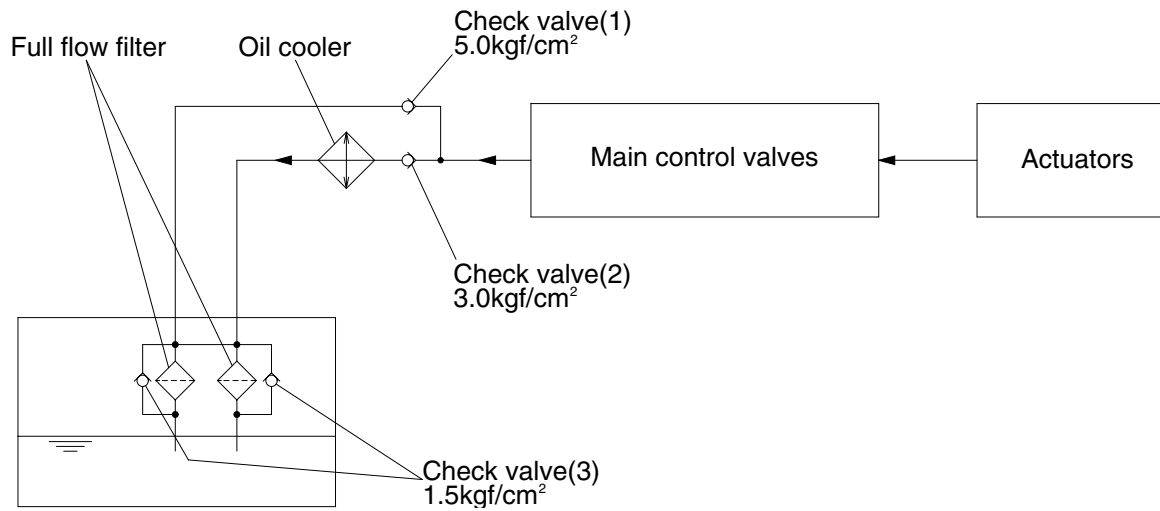 Check valve(1)
5.0kgf/cm²
Full flow filter
Oil cooler
Main control valves
Actuators
Check valve(2)
3.0kgf/cm²
Check valve(3)
1.5kgf/cm²